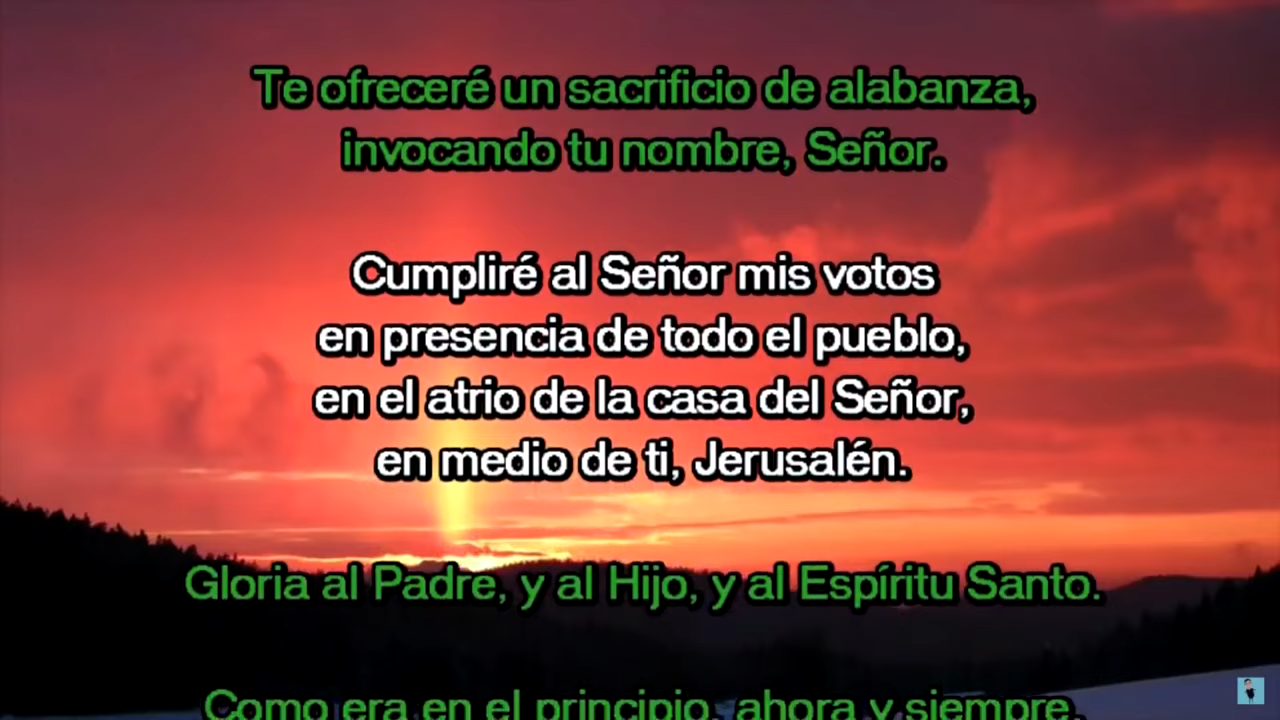 Te ofreceré un sacrificio de alabanza,
invocando tu nombre, Señor.
Cumpliré al Señor mis votos
en presencia de todo el pueblo,
en el atrio de la casa del Señor,
en medio de ti, Jerusalén.
Gloria al Padre, y al Hijo, y al Espíritu Santo.
Como era en el principio, ahora y siempre,